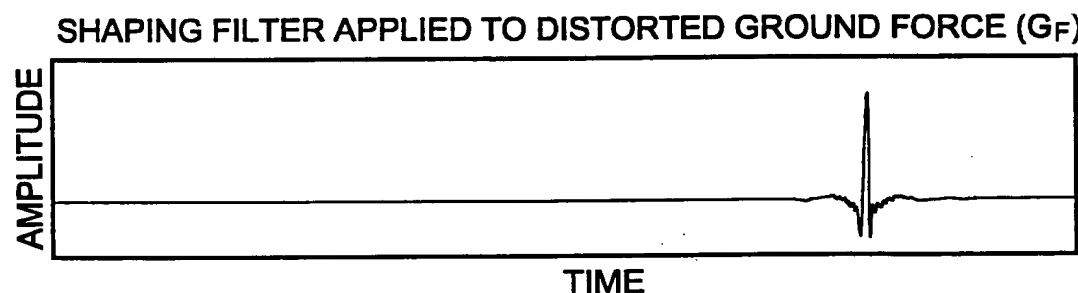 SHAPING FILTER APPLIED TO DISTORTED GROUND FORCE (GF)
AMPLITUDE
TIME